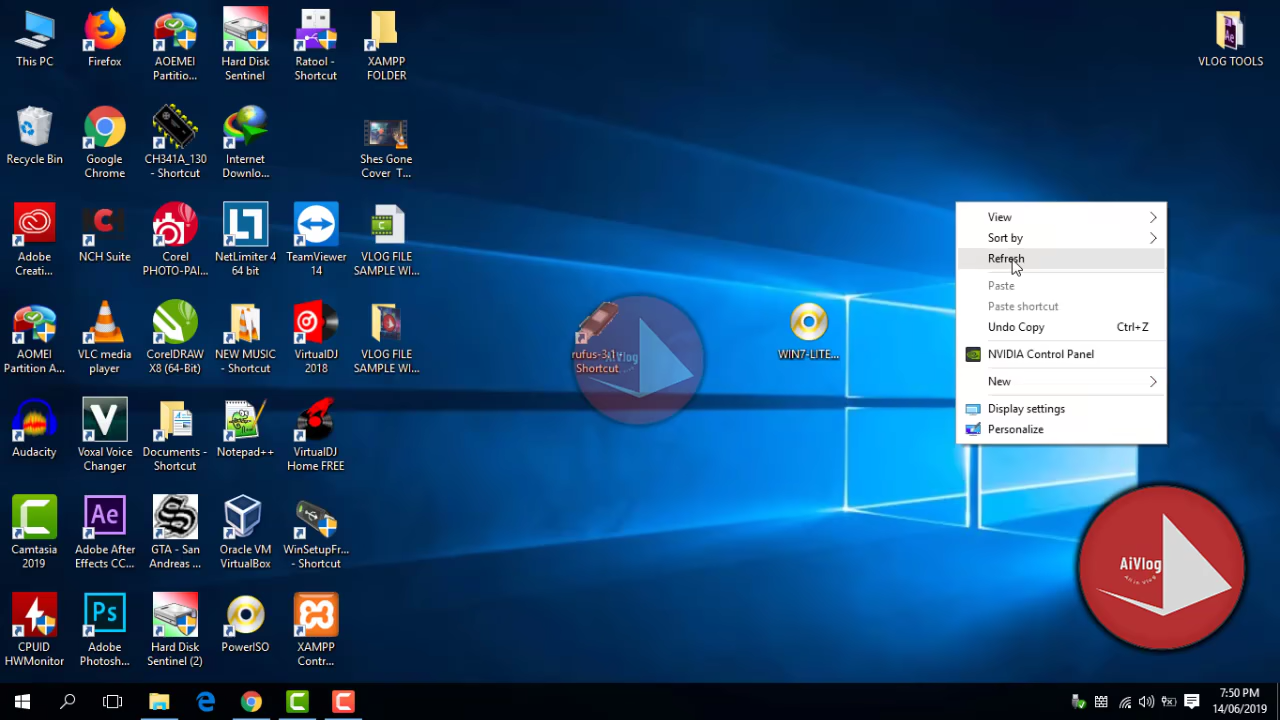 This PC
Firefox
AOEMEI
Partitio...
Hard Disk
Sentinel
Ratool -
Shortcut
XAMPP
FOLDER
VLOG TOOLS
Recycle Bin
Google
Chrome
CH341A_130
- Shortcut
Internet
Downlo...
Shes Gone
Cover T...
Adobe
Creati...
NCH Suite
Corel
PHOTO-PAI...
NetLimiter 4
64 bit
TeamViewer
14
VLOG FILE
SAMPLE WI...
AOMEI
Partition A...
VLC media
player
CorelDRAW
X8 (64-Bit)
NEW MUSIC
- Shortcut
VirtualDJ
2018
VLOG FILE
SAMPLE WI...
rufus-3.1 -
Shortcut
AiVlog
WIN7-LITE...
View
Sort by
Refresh
Paste
Paste shortcut
Undo Copy Ctrl+Z
NVIDIA Control Panel
New
Display settings
Personalize
Audacity
Voxal Voice
Changer
Documents -
Shortcut
Notepad++
VirtualDJ
Home FREE
Camtasia
2019
Ae
Adobe After
Effects CC...
GTA - San
Andreas ...
Oracle VM
VirtualBox
WinSetupFr...
- Shortcut
CPUID
HWMonitor
Ps
Adobe
Photosh...
Hard Disk
Sentinel (2)
PowerISO
XAMPP
Contr...
AiVlog
All in Vlog
7:50 PM
14/06/2019